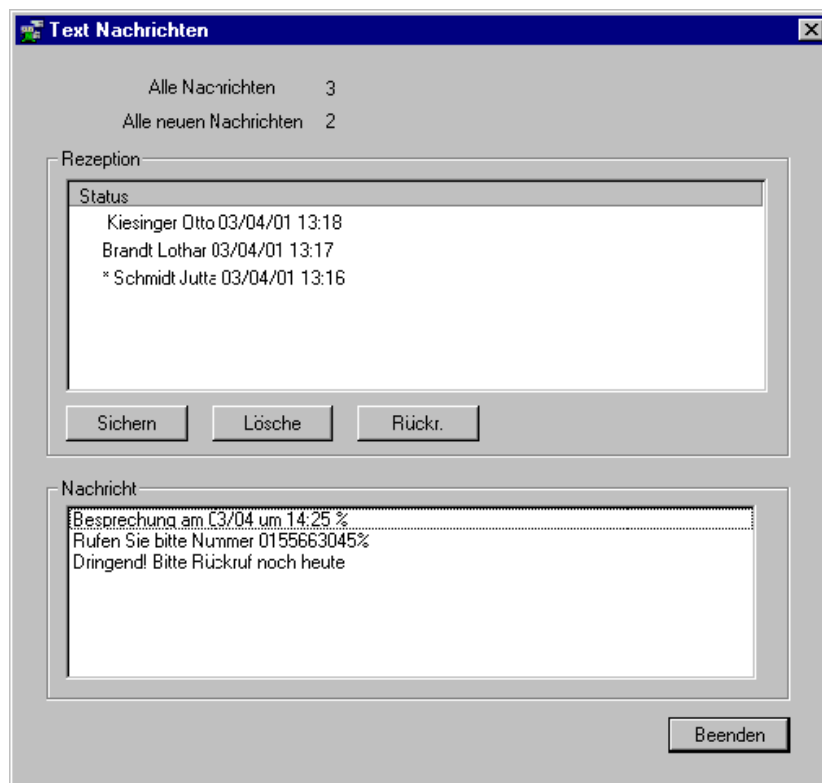 Text Nachrichten
Alle Nachrichten 3
Alle neuen Nachrichten 2
Rezeption
Status
Kiesinger Otto 03/04/01 13:18
Brandt Lothar 03/04/01 13:17
* Schmidt Jutta 03/04/01 13:16
Sichern Lösche Rückr.
Nachricht
Besprechung am 03/04 um 14:25 %
Rufen Sie bitte Nummer 0155663045%
Dringend! Bitte Rückruf noch heute
Beenden